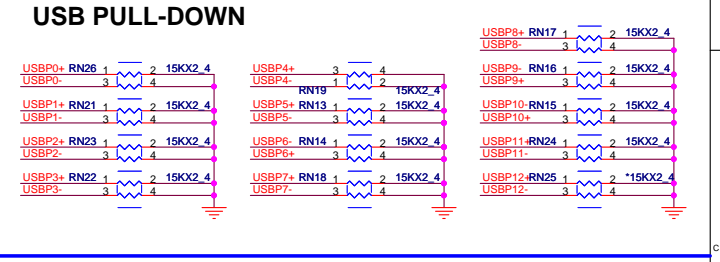 USB PULL-DOWN
USBP0+ RN26 1 2 15KX2_4
USBP0- 3 4
USBP1+ RN21 1 2 15KX2_4
USBP1- 3 4
USBP2+ RN23 1 2 15KX2_4
USBP2- 3 4
USBP3+ RN22 1 2 15KX2_4
USBP3- 3 4
USBP4+ 3 4
USBP4- 1 2
RN19 15KX2_4
USBP5+ RN13 1 2 15KX2_4
USBP5- 3 4
USBP6- RN14 1 2 15KX2_4
USBP6+ 3 4
USBP7+ RN18 1 2 15KX2_4
USBP7- 3 4
USBP8+ RN17 1 2 15KX2_4
USBP8- 3 4
USBP9- RN16 1 2 15KX2_4
USBP9+ 3 4
USBP10- RN15 1 2 15KX2_4
USBP10+ 3 4
USBP11+ RN24 1 2 15KX2_4
USBP11- 3 4
USBP12+ RN25 1 2 *15KX2_4
USBP12- 3 4
C